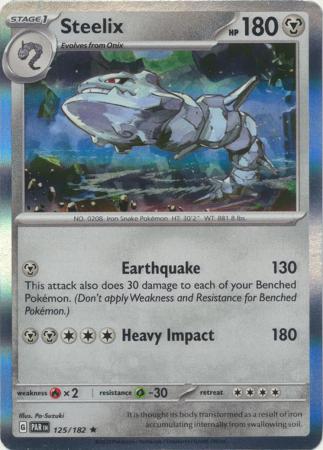 STAGE 1
Steelix
HP 180
Evolves from Onix
NO. 0208 Iron Snake Pokémon HT: 30'2" WT: 881.8 lbs.
Earthquake 130
This attack also does 30 damage to each of your Benched
Pokémon. (Don't apply Weakness and Resistance for Benched
Pokémon.)
Heavy Impact 180
weakness ×2 resistance -30 retreat
Illus. Po-Suzuki
G PAR EN 125/182 ★
It is thought its body transformed as a result of iron
accumulating internally from swallowing soil.